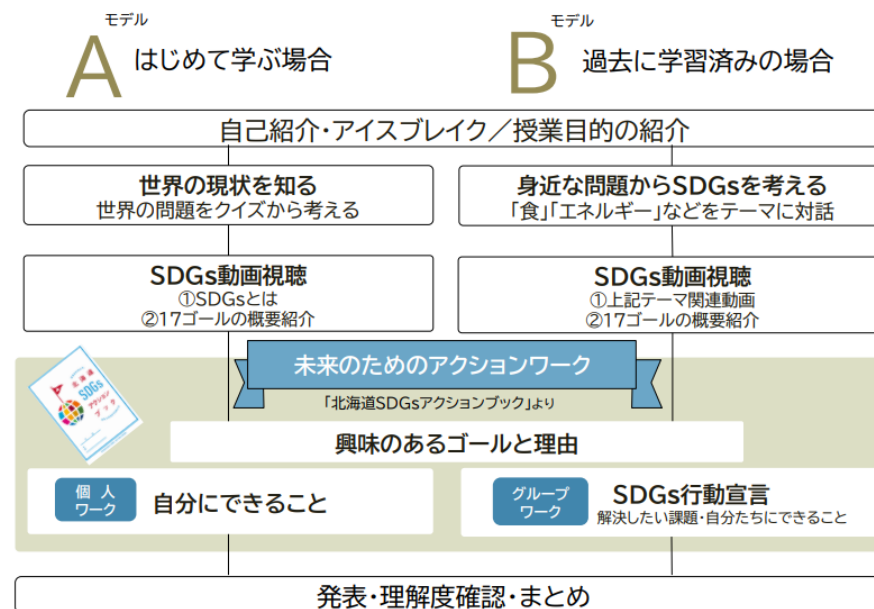 モデル
A はじめて学ぶ場合
モデル
B 過去に学習済みの場合
自己紹介・アイスブレイク／授業目的の紹介
世界の現状を知る
世界の問題をクイズから考える
身近な問題からSDGsを考える
「食」「エネルギー」などをテーマに対話
SDGs動画視聴
①SDGsとは
②17ゴールの概要紹介
SDGs動画視聴
①上記テーマ関連動画
②17ゴールの概要紹介
未来のためのアクションワーク
「北海道SDGsアクションブック」より
北海道
SDGs
アクション
ブック
興味のあるゴールと理由
個人
ワーク
自分にできること
グループ
ワーク
SDGs行動宣言
解決したい課題・自分たちにできること
発表・理解度確認・まとめ